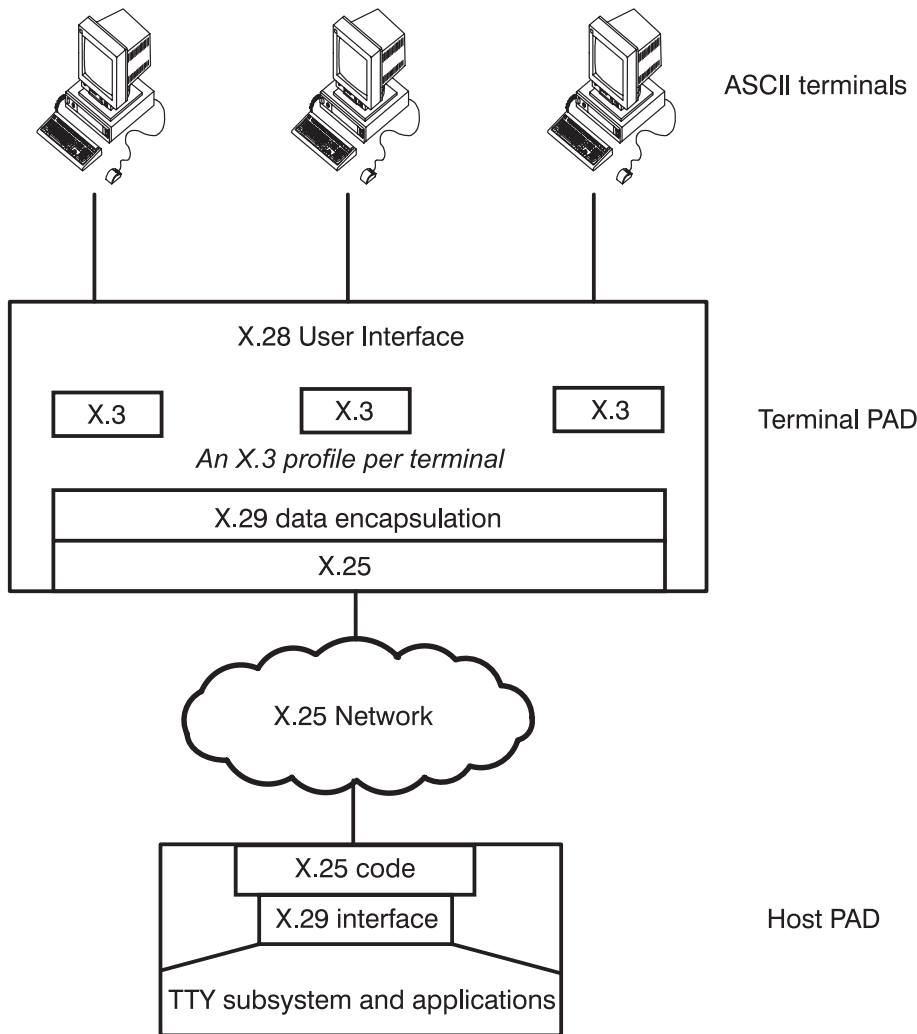 ASCII terminals
X.28 User Interface
X.3
X.3
X.3
Terminal PAD
An X.3 profile per terminal
X.29 data encapsulation
X.25
X.25 Network
X.25 code
X.29 interface
Host PAD
TTY subsystem and applications